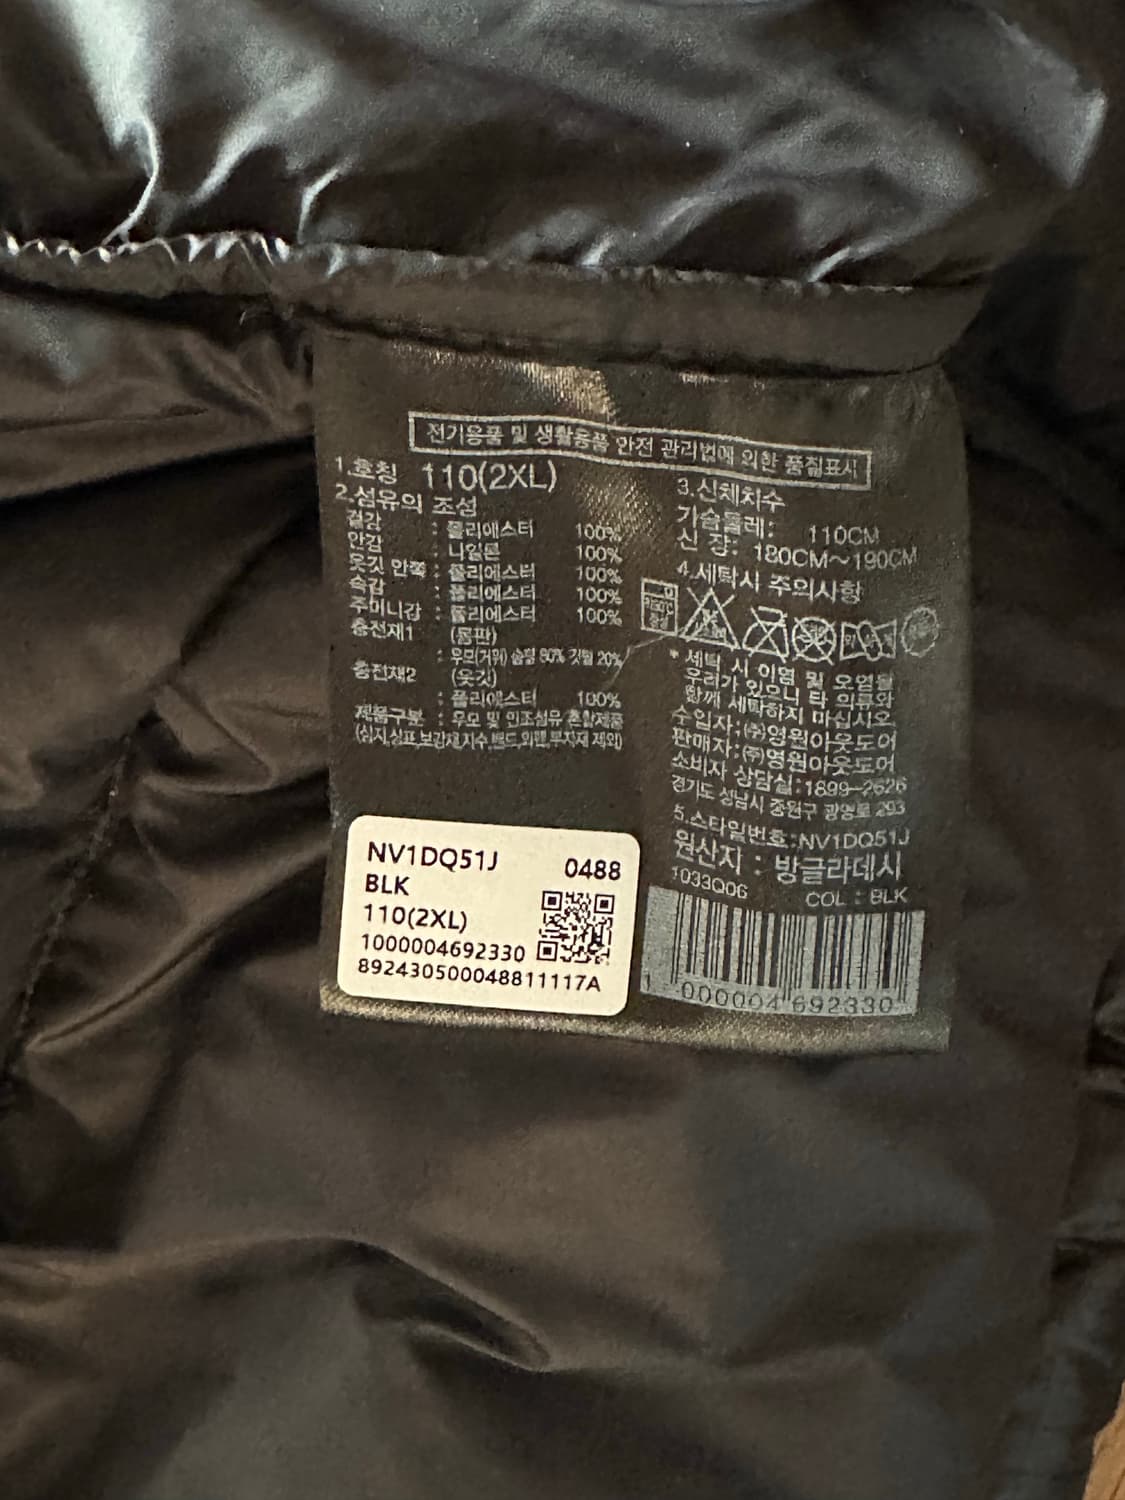 전기용품 및 생활용품 안전 관리법에 의한 품질표시
1.호칭 110(2XL)
2.섬유의 조성
겉감 : 폴리에스터 100%
안감 : 나일론 100%
옷깃 안쪽 : 폴리에스터 100%
속감 : 폴리에스터 100%
주머니감 : 폴리에스터 100%
충전재1 (몸판)
: 우모(거위) 솜털 80% 깃털 20%
충전재2 (옷깃)
: 폴리에스터 100%
제품구분 : 우모 및 인조섬유 혼합제품
(심지,상표,보강재,자수,밴드,외편,부자재 제외)
3.신체치수
가슴둘레: 110CM
신 장: 180CM~190CM
4.세탁시 주의사항
* 세탁 시 이염 및 오염될
우려가 있으니 타 의류와
함께 세탁하지 마십시오
수입자:(주)영원아웃도어
판매자:(주)영원아웃도어
소비자 상담실:1899-2626
경기도 성남시 중원구 광명로 293
5.스타일번호:NV1DQ51J
원산지 : 방글라데시
1033Q06 COL : BLK
1 000004 692330
NV1DQ51J 0488
BLK
110(2XL)
1000004692330
892430500048811117A